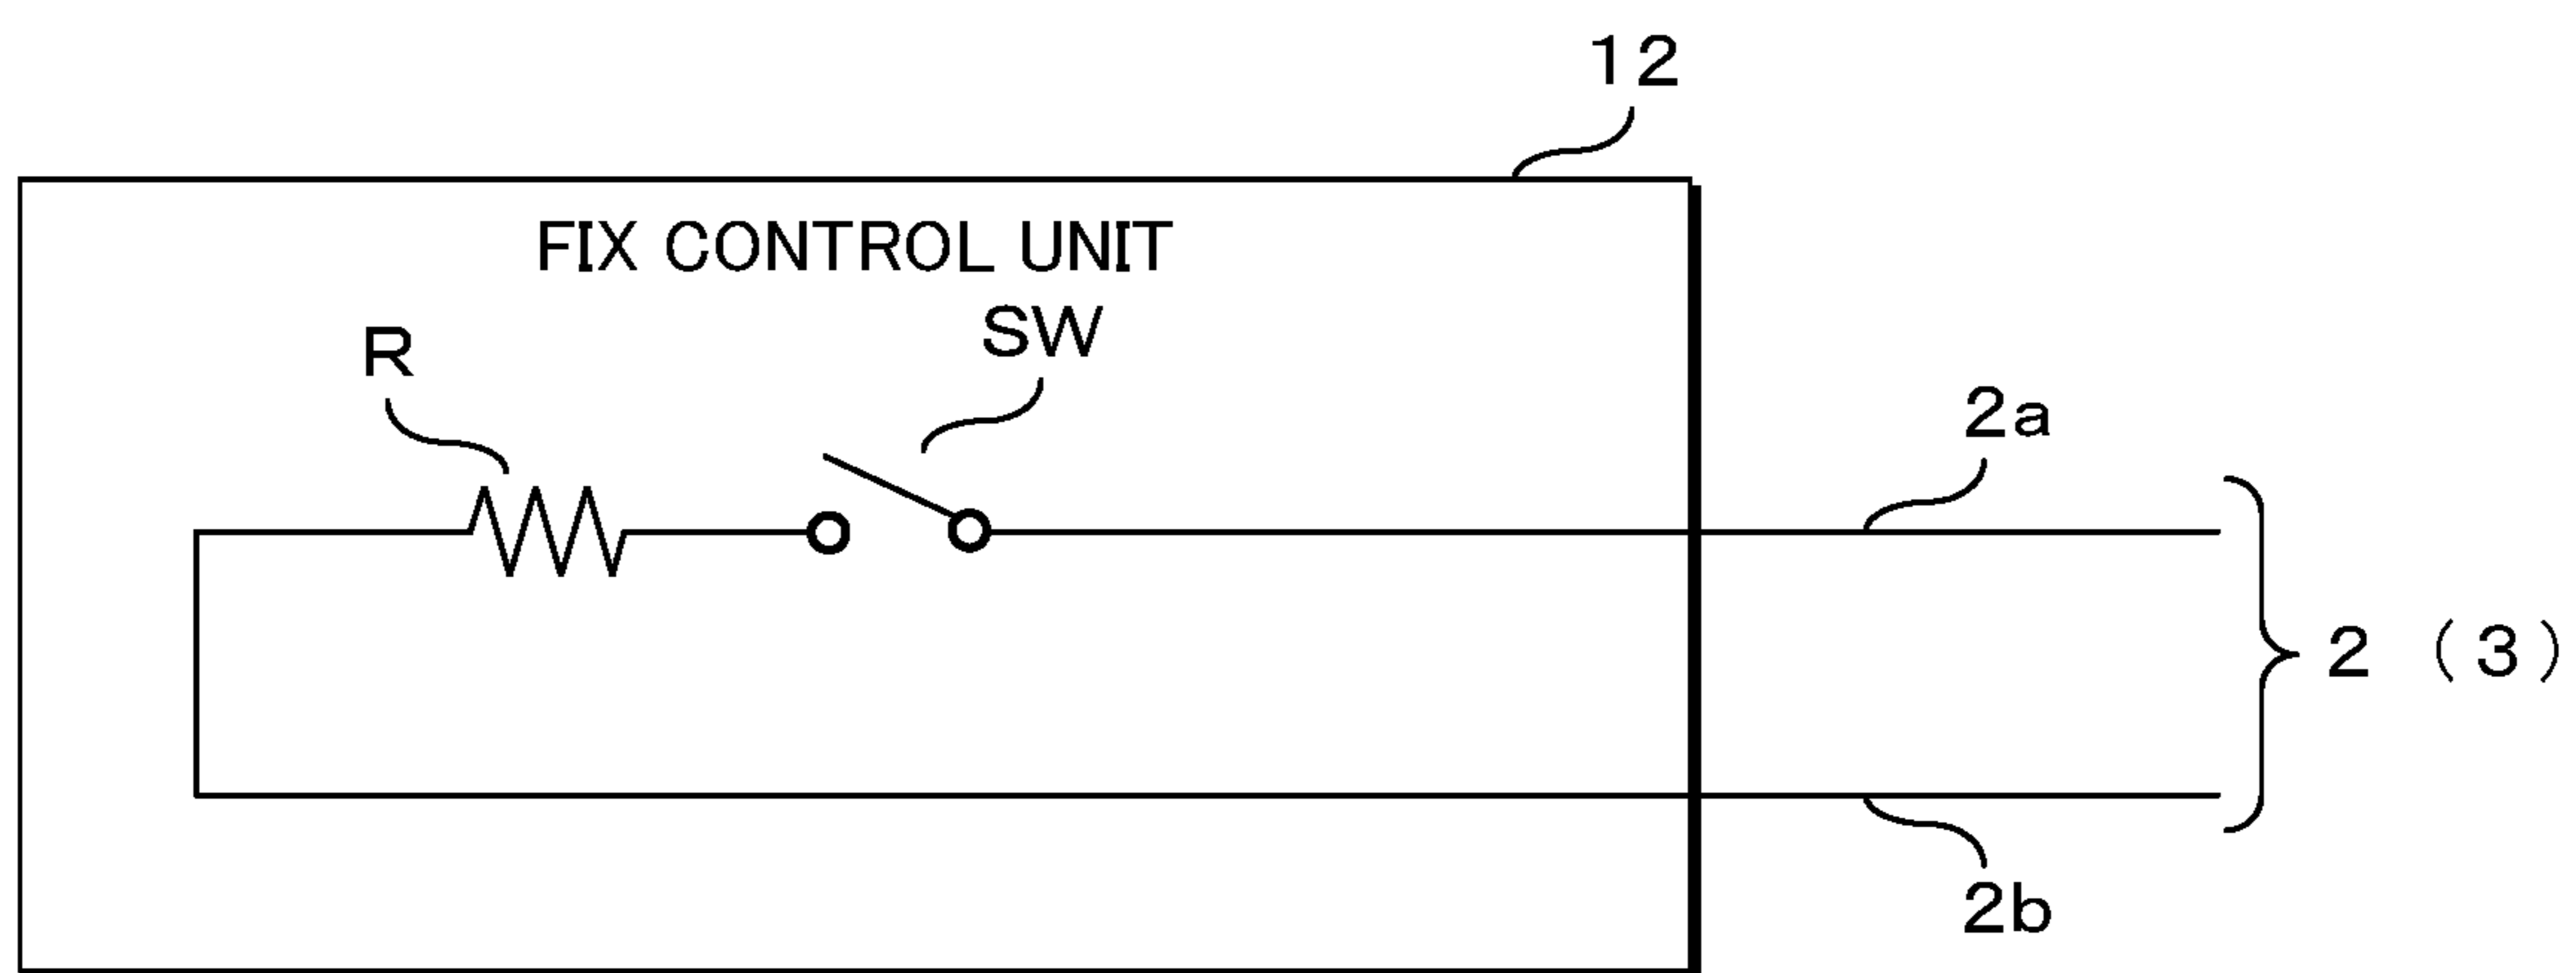 12
FIX CONTROL UNIT
SW
R
2a
2 (3)
2b